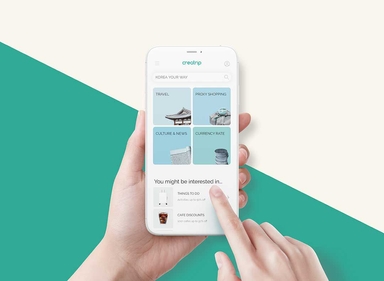 creatrip
KOREA YOUR WAY
TRAVEL
PROXY SHOPPING
CULTURE & NEWS
CURRENCY RATE
You might be interested in...
THINGS TO DO
CAFE DISCOUNTS